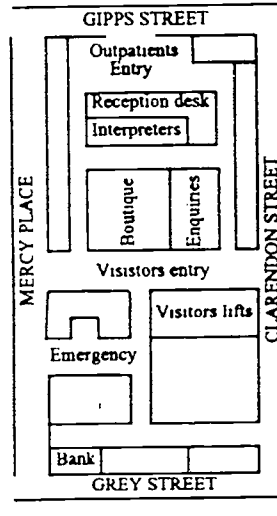 GIPPS STREET
Outpatients
Entry
Reception desk
Interpreters
MERCY PLACE
Boutique
Enquines
CLARENDON STREET
Visistors entry
Visitors lifts
Emergency
Bank
GREY STREET